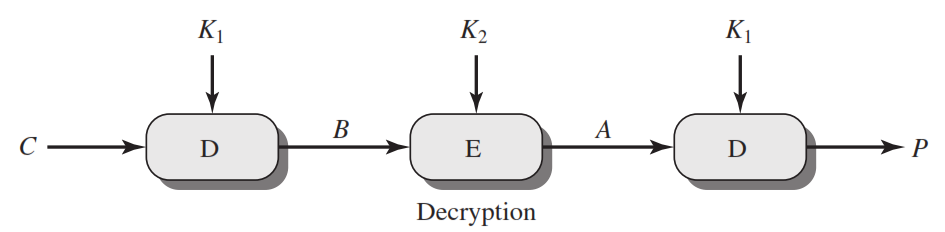 K₁ K₂ K₁
C D B E A D P
Decryption